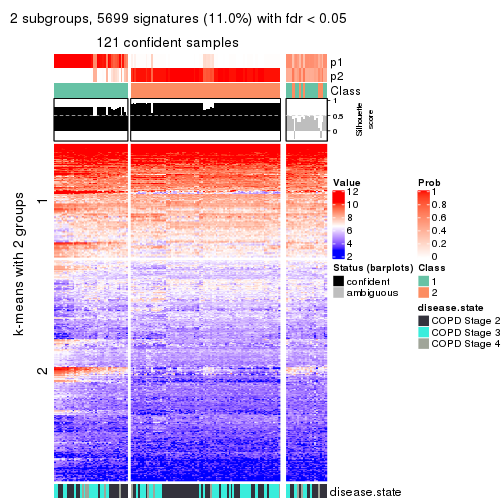 2 subgroups, 5699 signatures (11.0%) with fdr < 0.05
121 confident samples
p1
p2
Class
1
0.5
0
Silhouette
score
k-means with 2 groups
1
2
disease.state
Value
12
10
8
6
4
2
Prob
1
0.8
0.6
0.4
0.2
0
Status (barplots)
confident
ambiguous
Class
1
2
disease.state
COPD Stage 2
COPD Stage 3
COPD Stage 4